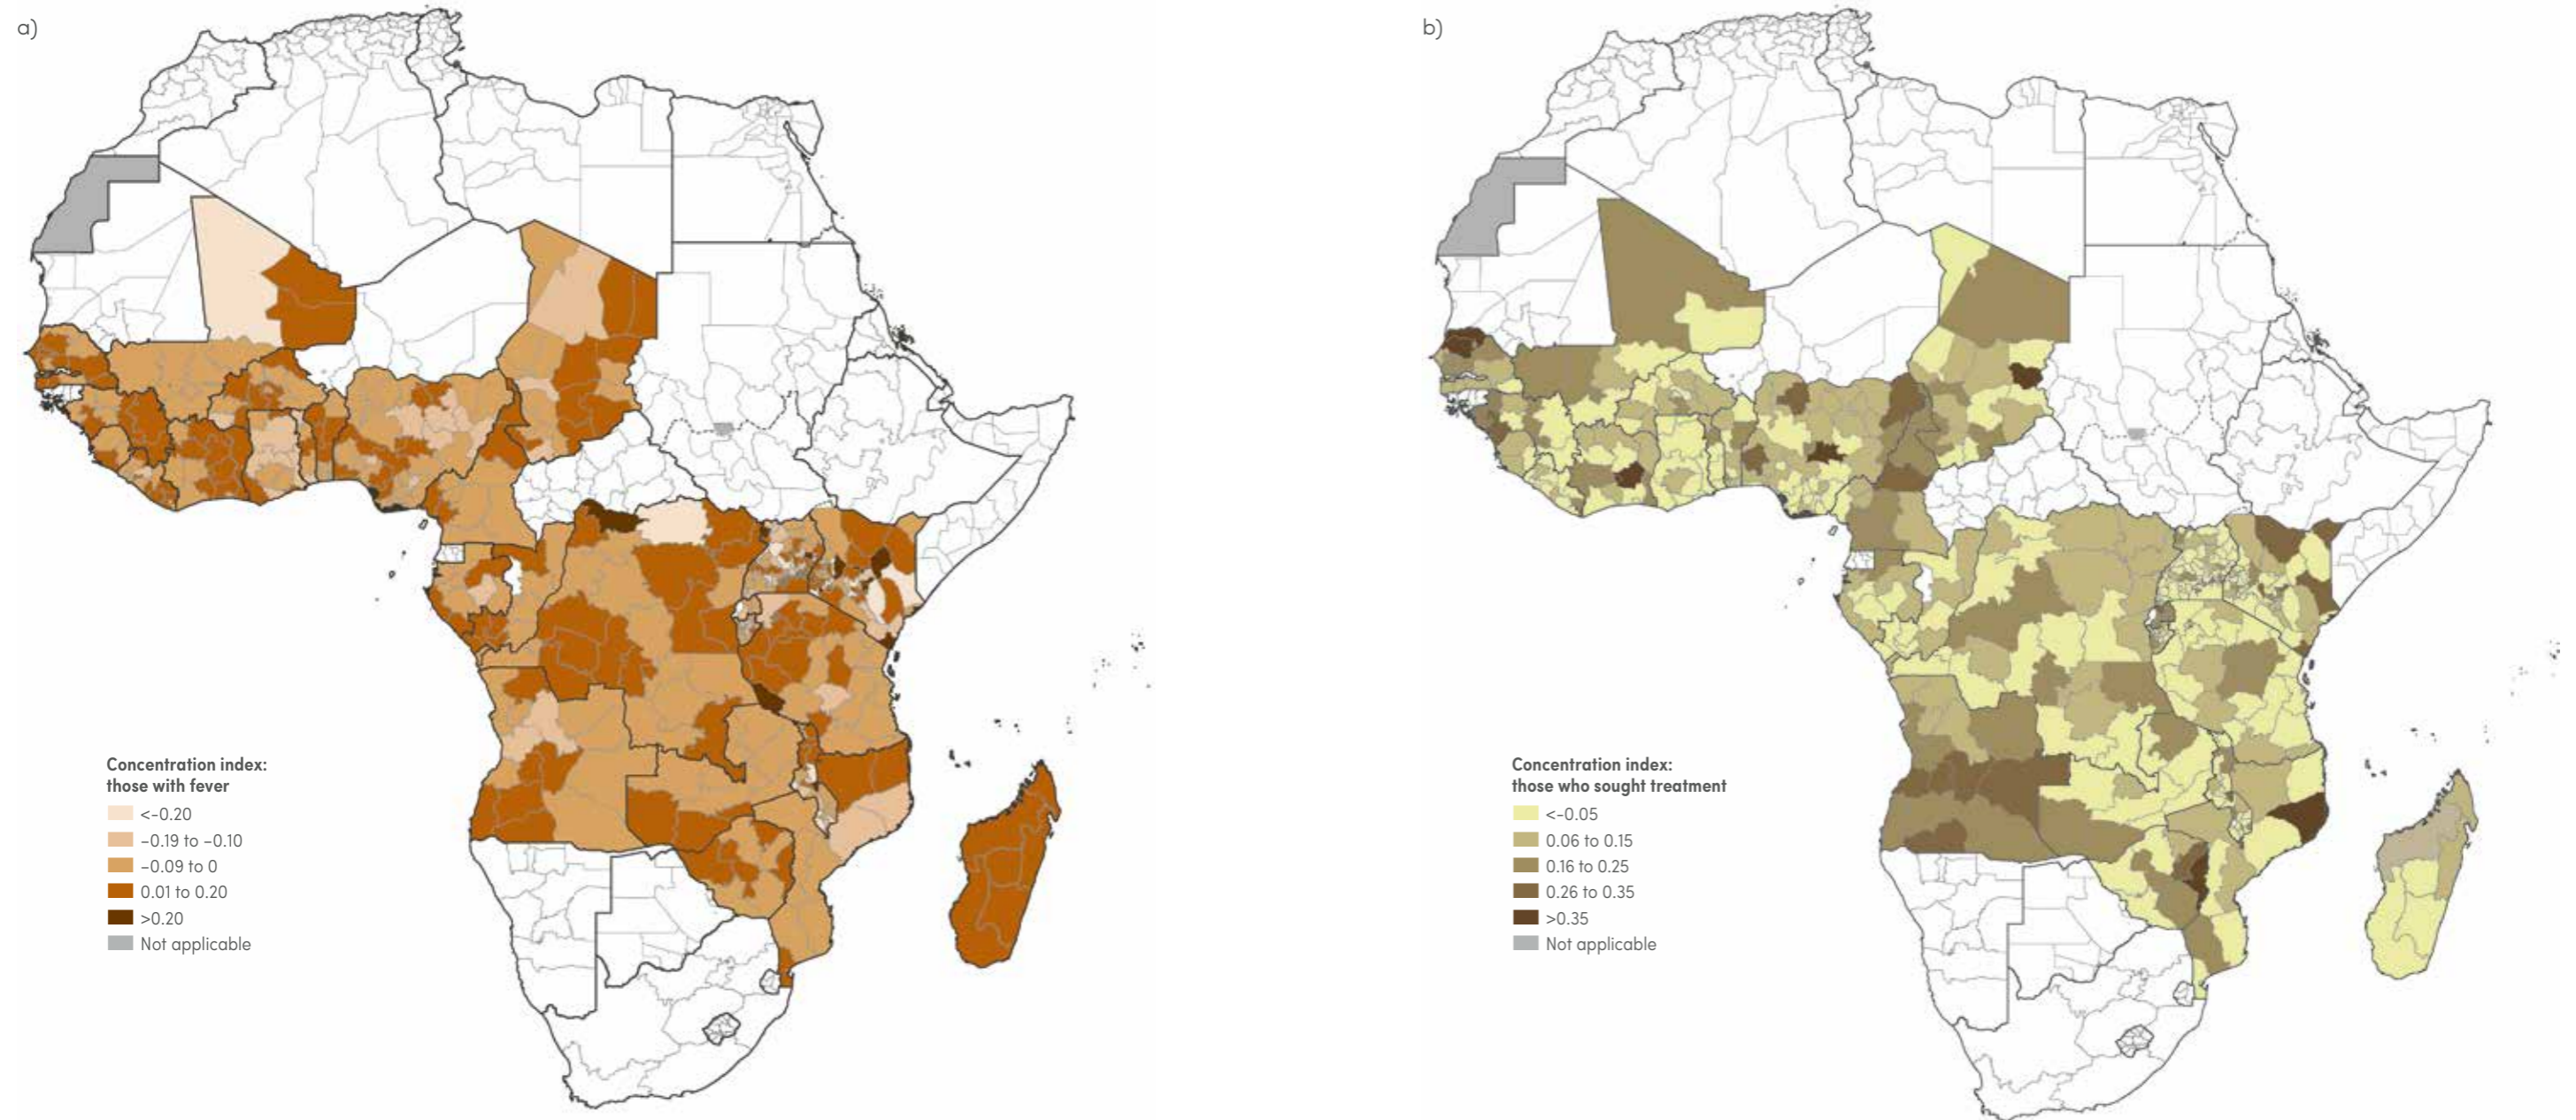 a)
Concentration index:
those with fever
<-0.20
−0.19 to −0.10
−0.09 to 0
0.01 to 0.20
>0.20
Not applicable
b)
Concentration index:
those who sought treatment
<-0.05
0.06 to 0.15
0.16 to 0.25
0.26 to 0.35
>0.35
Not applicable